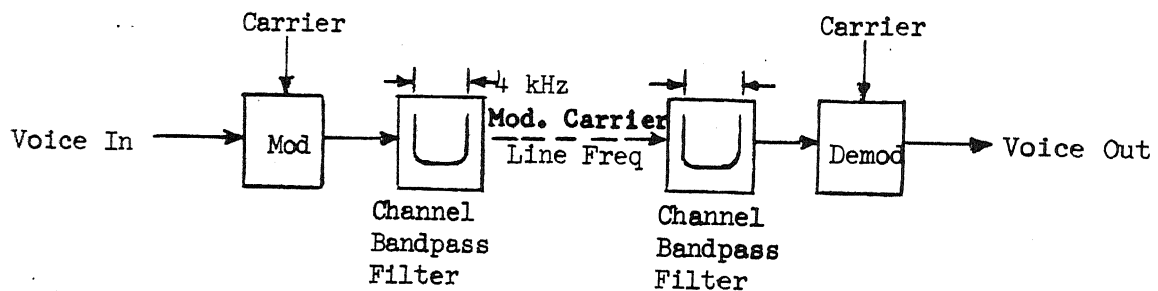 Carrier
Carrier
4 kHz
Mod. Carrier
Line Freq
Voice In
Mod
Demod
Voice Out
Channel
Bandpass
Filter
Channel
Bandpass
Filter